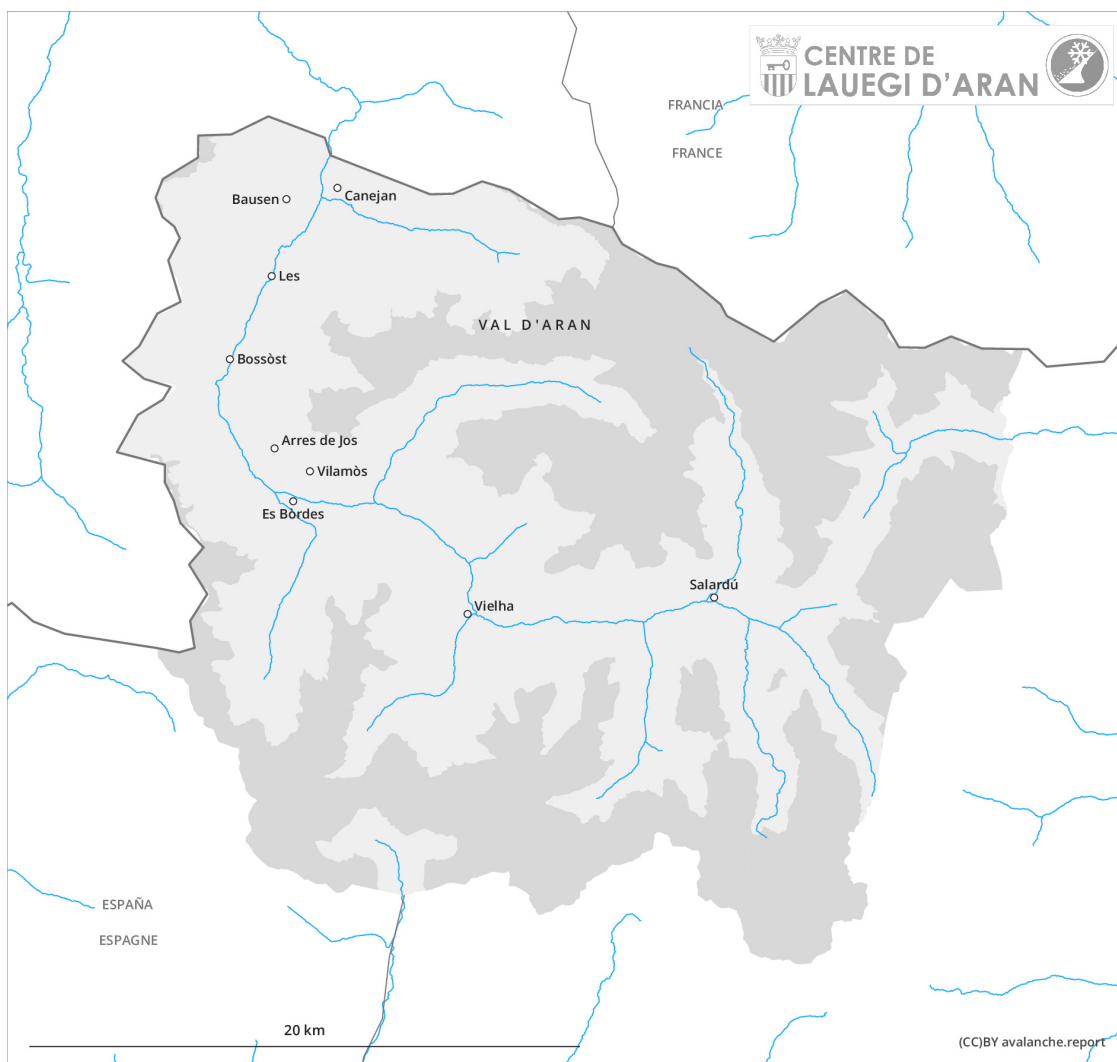 CENTRE DE
LAUEGI D'ARAN
FRANCIA
FRANCE
Bausen
Canejan
Les
VAL D'ARAN
Bossòst
Arres de Jos
Vilamòs
Es Bòrdes
Salardú
Vielha
ESPAÑA
ESPAGNE
20 km
(CC)BY avalanche.report